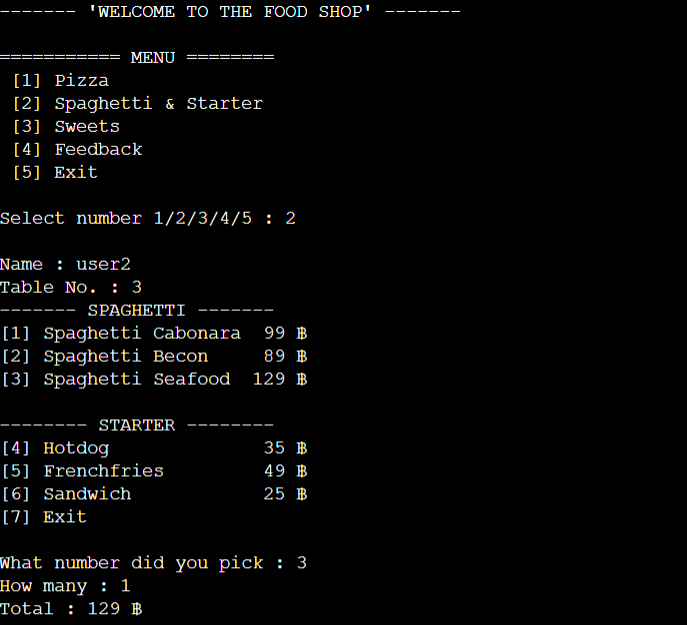 ------- 'WELCOME TO THE FOOD SHOP' -------
=========== MENU ========
[1] Pizza
[2] Spaghetti & Starter
[3] Sweets
[4] Feedback
[5] Exit
Select number 1/2/3/4/5 : 2
Name : user2
Table No. : 3
------- SPAGHETTI -------
[1] Spaghetti Cabonara  99 ฿
[2] Spaghetti Becon     89 ฿
[3] Spaghetti Seafood  129 ฿
-------- STARTER --------
[4] Hotdog              35 ฿
[5] Frenchfries         49 ฿
[6] Sandwich            25 ฿
[7] Exit
What number did you pick : 3
How many : 1
Total : 129 ฿